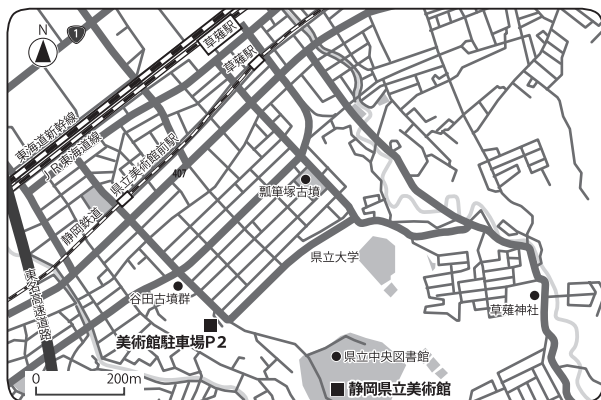 N
1
草薙駅
草薙駅
東海道新幹線
JR東海道線
県立美術館前駅
407
静岡鉄道
瓢箪塚古墳
県立大学
東名高速道路
谷田古墳群
草薙神社
美術館駐車場P2
県立中央図書館
静岡県立美術館
0
200m